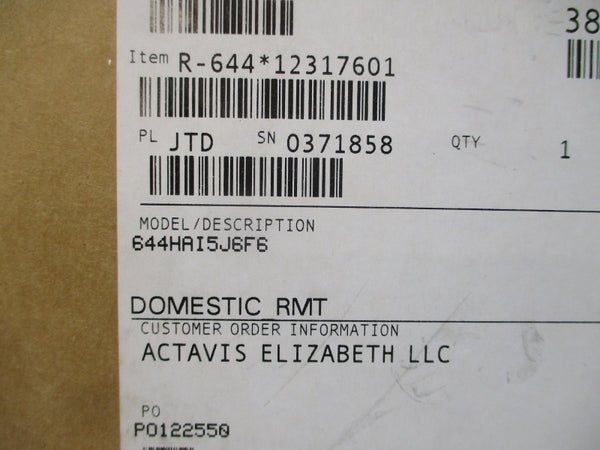 38
Item R-644*12317601
PL JTD SN 0371858 QTY 1
MODEL/DESCRIPTION
644HAI5J6F6
DOMESTIC RMT
CUSTOMER ORDER INFORMATION
ACTAVIS ELIZABETH LLC
PO
PO122550